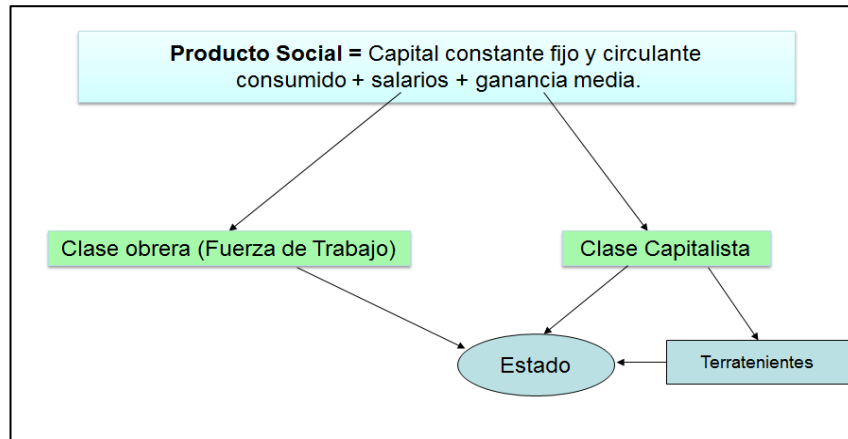 Producto Social = Capital constante fijo y circulante
consumido + salarios + ganancia media.
Clase obrera (Fuerza de Trabajo)
Clase Capitalista
Estado
Terratenientes